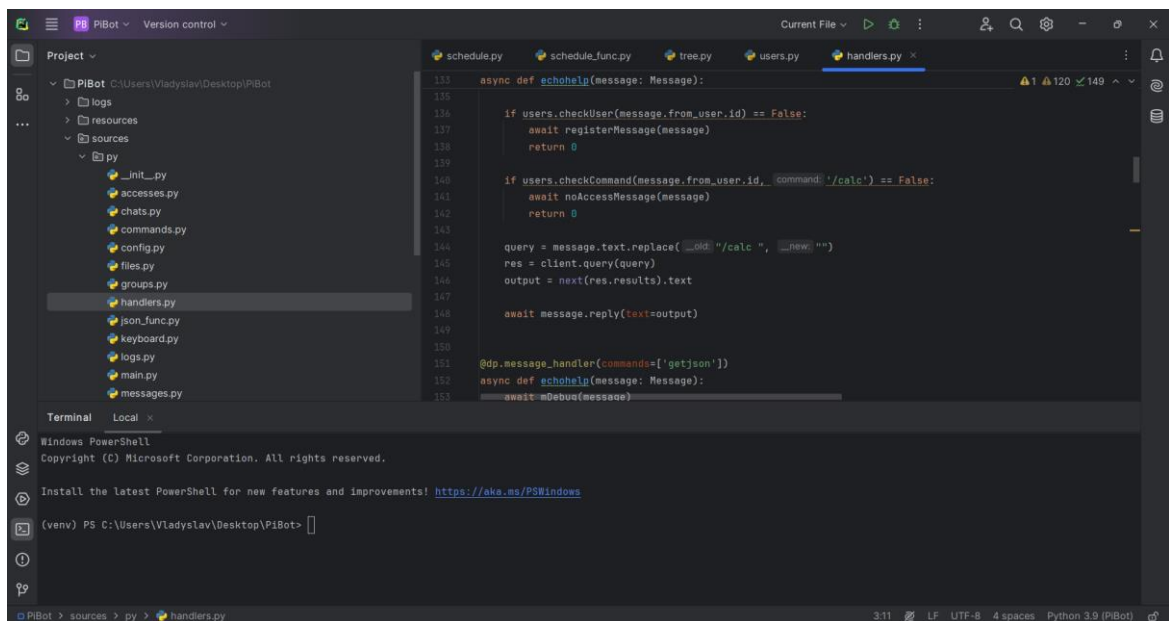 PB PiBot Version control Current File
Project
schedule.py schedule_func.py tree.py users.py handlers.py
PiBot C:\Users\Vladyslav\Desktop\PiBot
logs
resources
sources
py
__init__.py
accesses.py
chats.py
commands.py
config.py
files.py
groups.py
handlers.py
json_func.py
keyboard.py
logs.py
main.py
messages.py
133 async def echohelp(message: Message): 1 120 149
135
136 if users.checkUser(message.from_user.id) == False:
137 await registerMessage(message)
138 return 0
139
140 if users.checkCommand(message.from_user.id, command: '/calc') == False:
141 await noAccessMessage(message)
142 return 0
143
144 query = message.text.replace( __old: "/calc ", __new: "")
145 res = client.query(query)
146 output = next(res.results).text
147
148 await message.reply(text=output)
149
150
151 @dp.message_handler(commands=['getjson'])
152 async def echohelp(message: Message):
153 await mDebug(message)
Terminal Local
Windows PowerShell
Copyright (C) Microsoft Corporation. All rights reserved.
Install the latest PowerShell for new features and improvements! https://aka.ms/PSWindows
(venv) PS C:\Users\Vladyslav\Desktop\PiBot>
PiBot > sources > py > handlers.py 3:11 LF UTF-8 4 spaces Python 3.9 (PiBot)